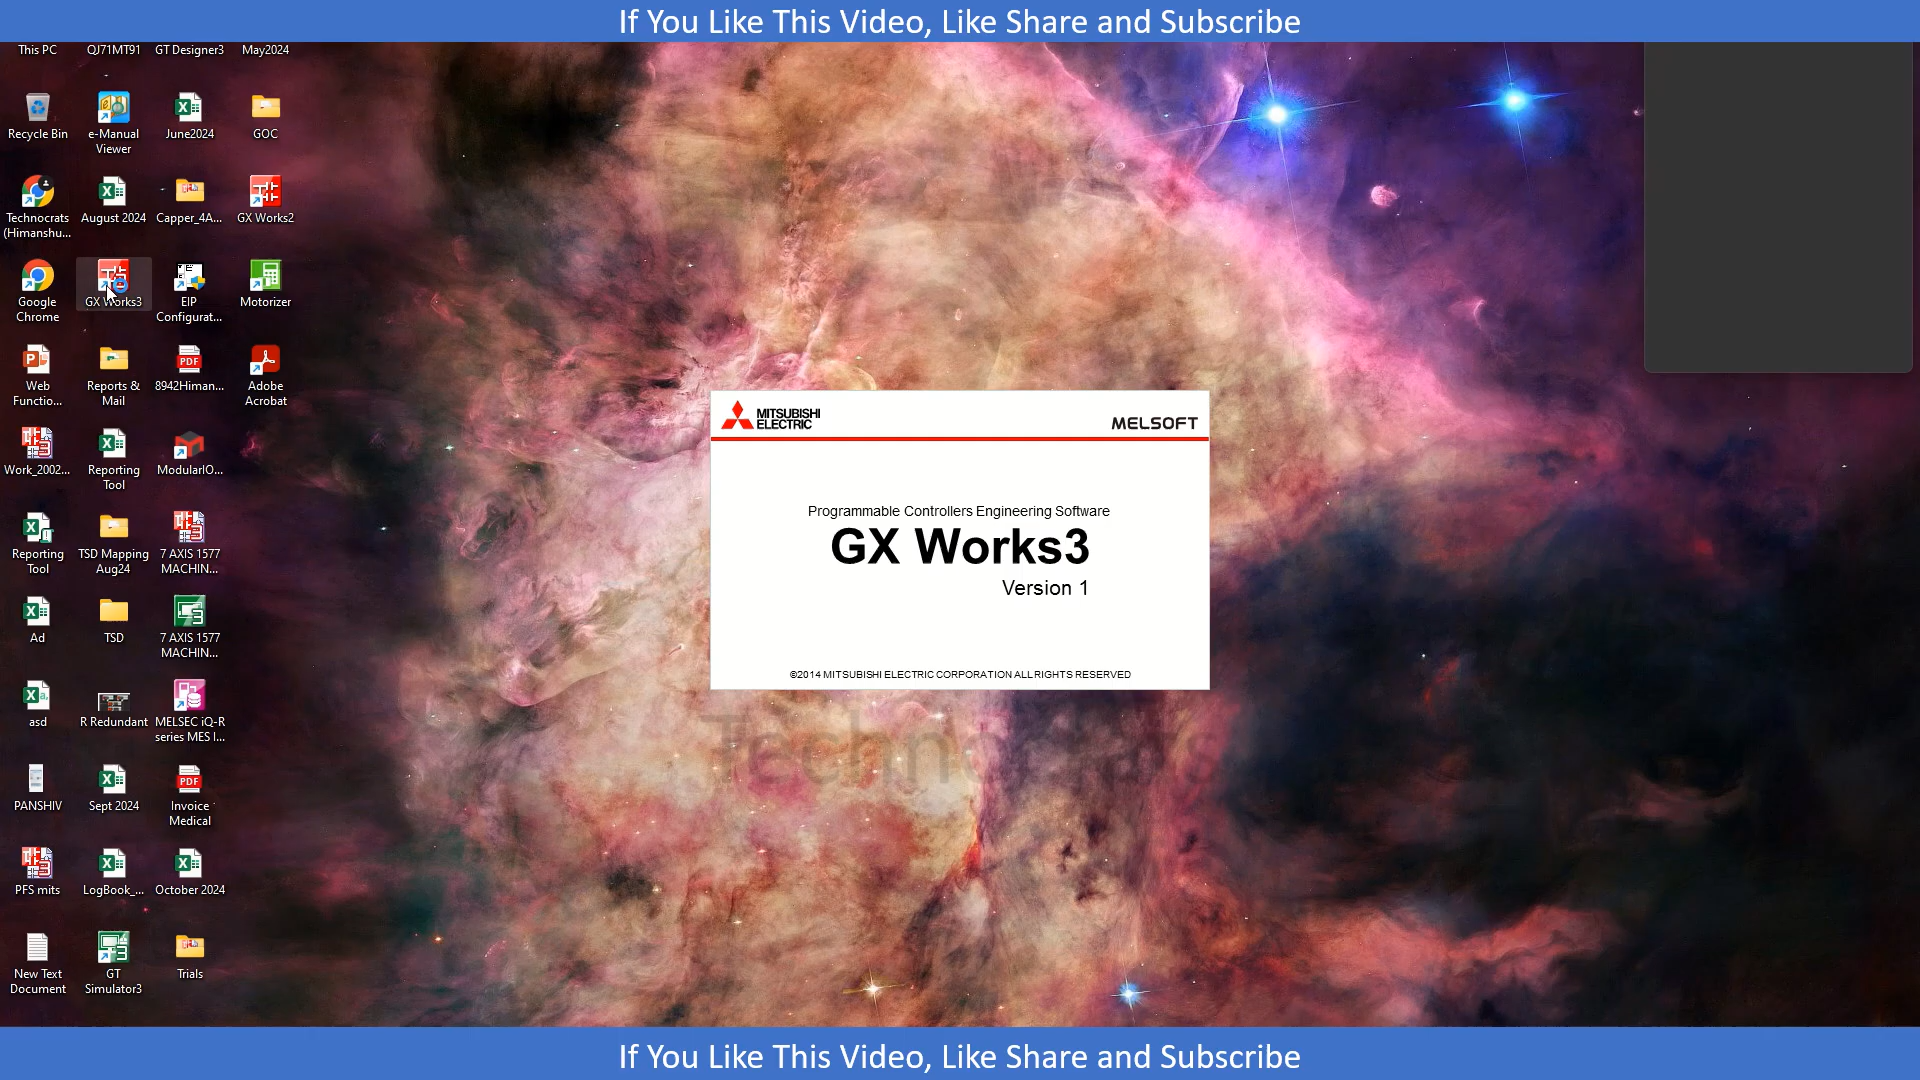 If You Like This Video, Like Share and Subscribe
This PC
QJ71MT91
GT Designer3
May2024
Recycle Bin
e-Manual
Viewer
June2024
GOC
Technocrats
(Himanshu...
August 2024
Capper_4A...
GX Works2
Google
Chrome
GX Works3
EIP
Configurat...
Motorizer
Web
Functio...
Reports &
Mail
8942Himan...
Adobe
Acrobat
Work_2002...
Reporting
Tool
ModularIO...
Reporting
Tool
TSD Mapping
Aug24
7 AXIS 1577
MACHIN...
Ad
TSD
7 AXIS 1577
MACHIN...
asd
R Redundant
MELSEC iQ-R
series MES I...
PANSHIV
Sept 2024
Invoice
Medical
PFS mits
LogBook_...
October 2024
New Text
Document
GT
Simulator3
Trials
MITSUBISHI
ELECTRIC
MELSOFT
Programmable Controllers Engineering Software
GX Works3
Version 1
©2014 MITSUBISHI ELECTRIC CORPORATION ALL RIGHTS RESERVED
Technocrats
If You Like This Video, Like Share and Subscribe